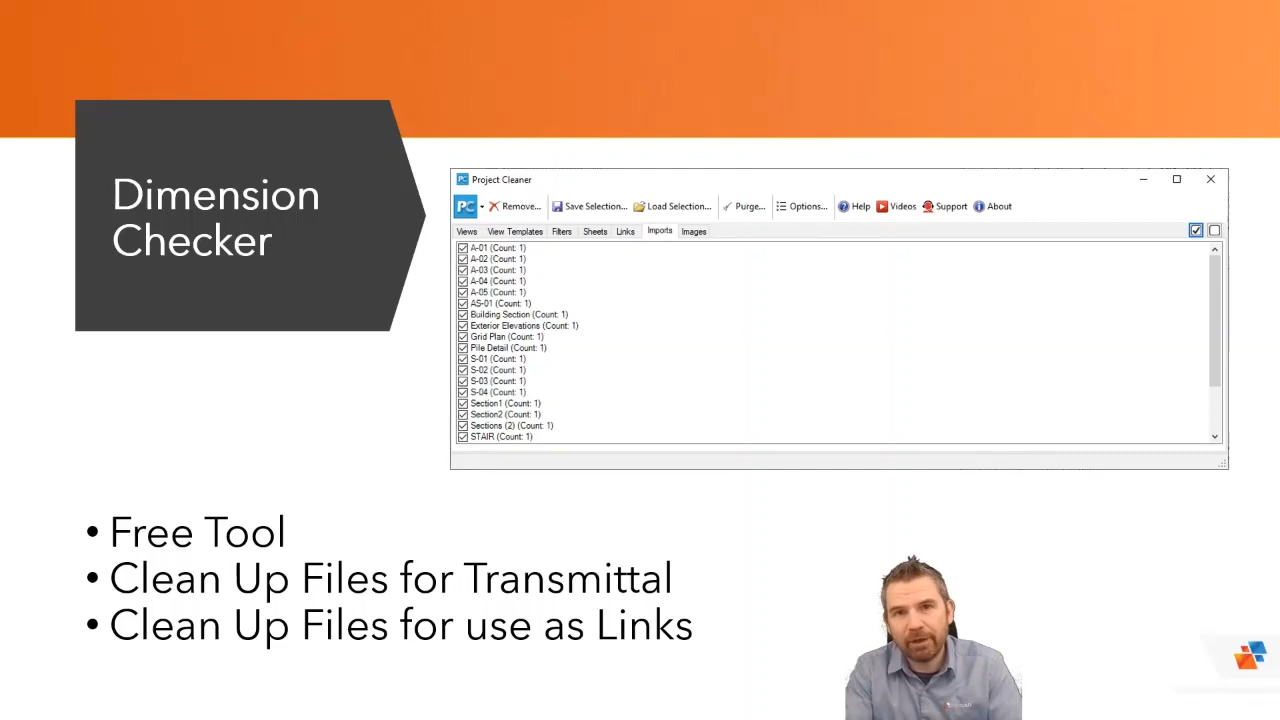 Dimension
Checker
Project Cleaner
PC Remove... Save Selection... Load Selection... Purge... Options... Help Videos Support About
Views View Templates Filters Sheets Links Imports Images
A-01 (Count: 1)
A-02 (Count: 1)
A-03 (Count: 1)
A-04 (Count: 1)
A-05 (Count: 1)
AS-01 (Count: 1)
Building Section (Count: 1)
Exterior Elevations (Count: 1)
Grid Plan (Count: 1)
Pile Detail (Count: 1)
S-01 (Count: 1)
S-02 (Count: 1)
S-03 (Count: 1)
S-04 (Count: 1)
Section1 (Count: 1)
Section2 (Count: 1)
Sections (2) (Count: 1)
STAIR (Count: 1)
• Free Tool
• Clean Up Files for Transmittal
• Clean Up Files for use as Links